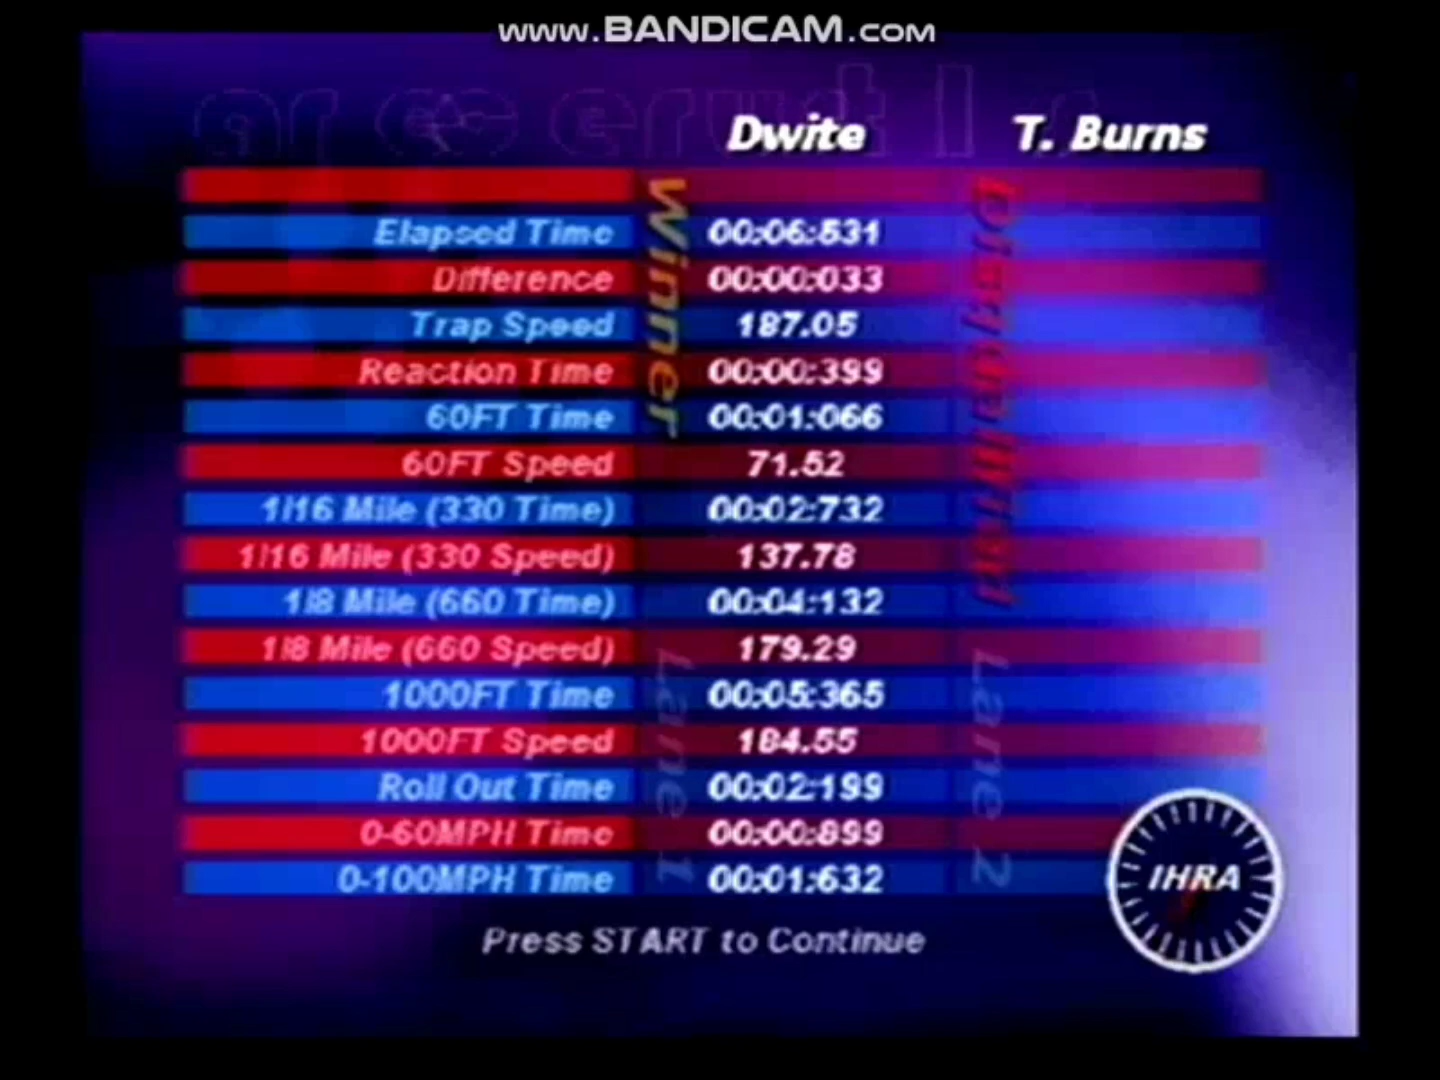 www.BANDICAM.com
Dwite T. Burns
Elapsed Time 00:06:531
Difference 00:00:033
Trap Speed 187.05
Reaction Time 00:00:399
60FT Time 00:01:066
60FT Speed 71.52
1/16 Mile (330 Time) 00:02:732
1/16 Mile (330 Speed) 137.78
1/8 Mile (660 Time) 00:04:132
1/8 Mile (660 Speed) 179.29
1000FT Time 00:05:365
1000FT Speed 184.55
Roll Out Time 00:02:199
0-60MPH Time 00:00:899
0-100MPH Time 00:01:632
Winner
Lane 1
Disqualified
Lane 2
IHRA
Press START to Continue